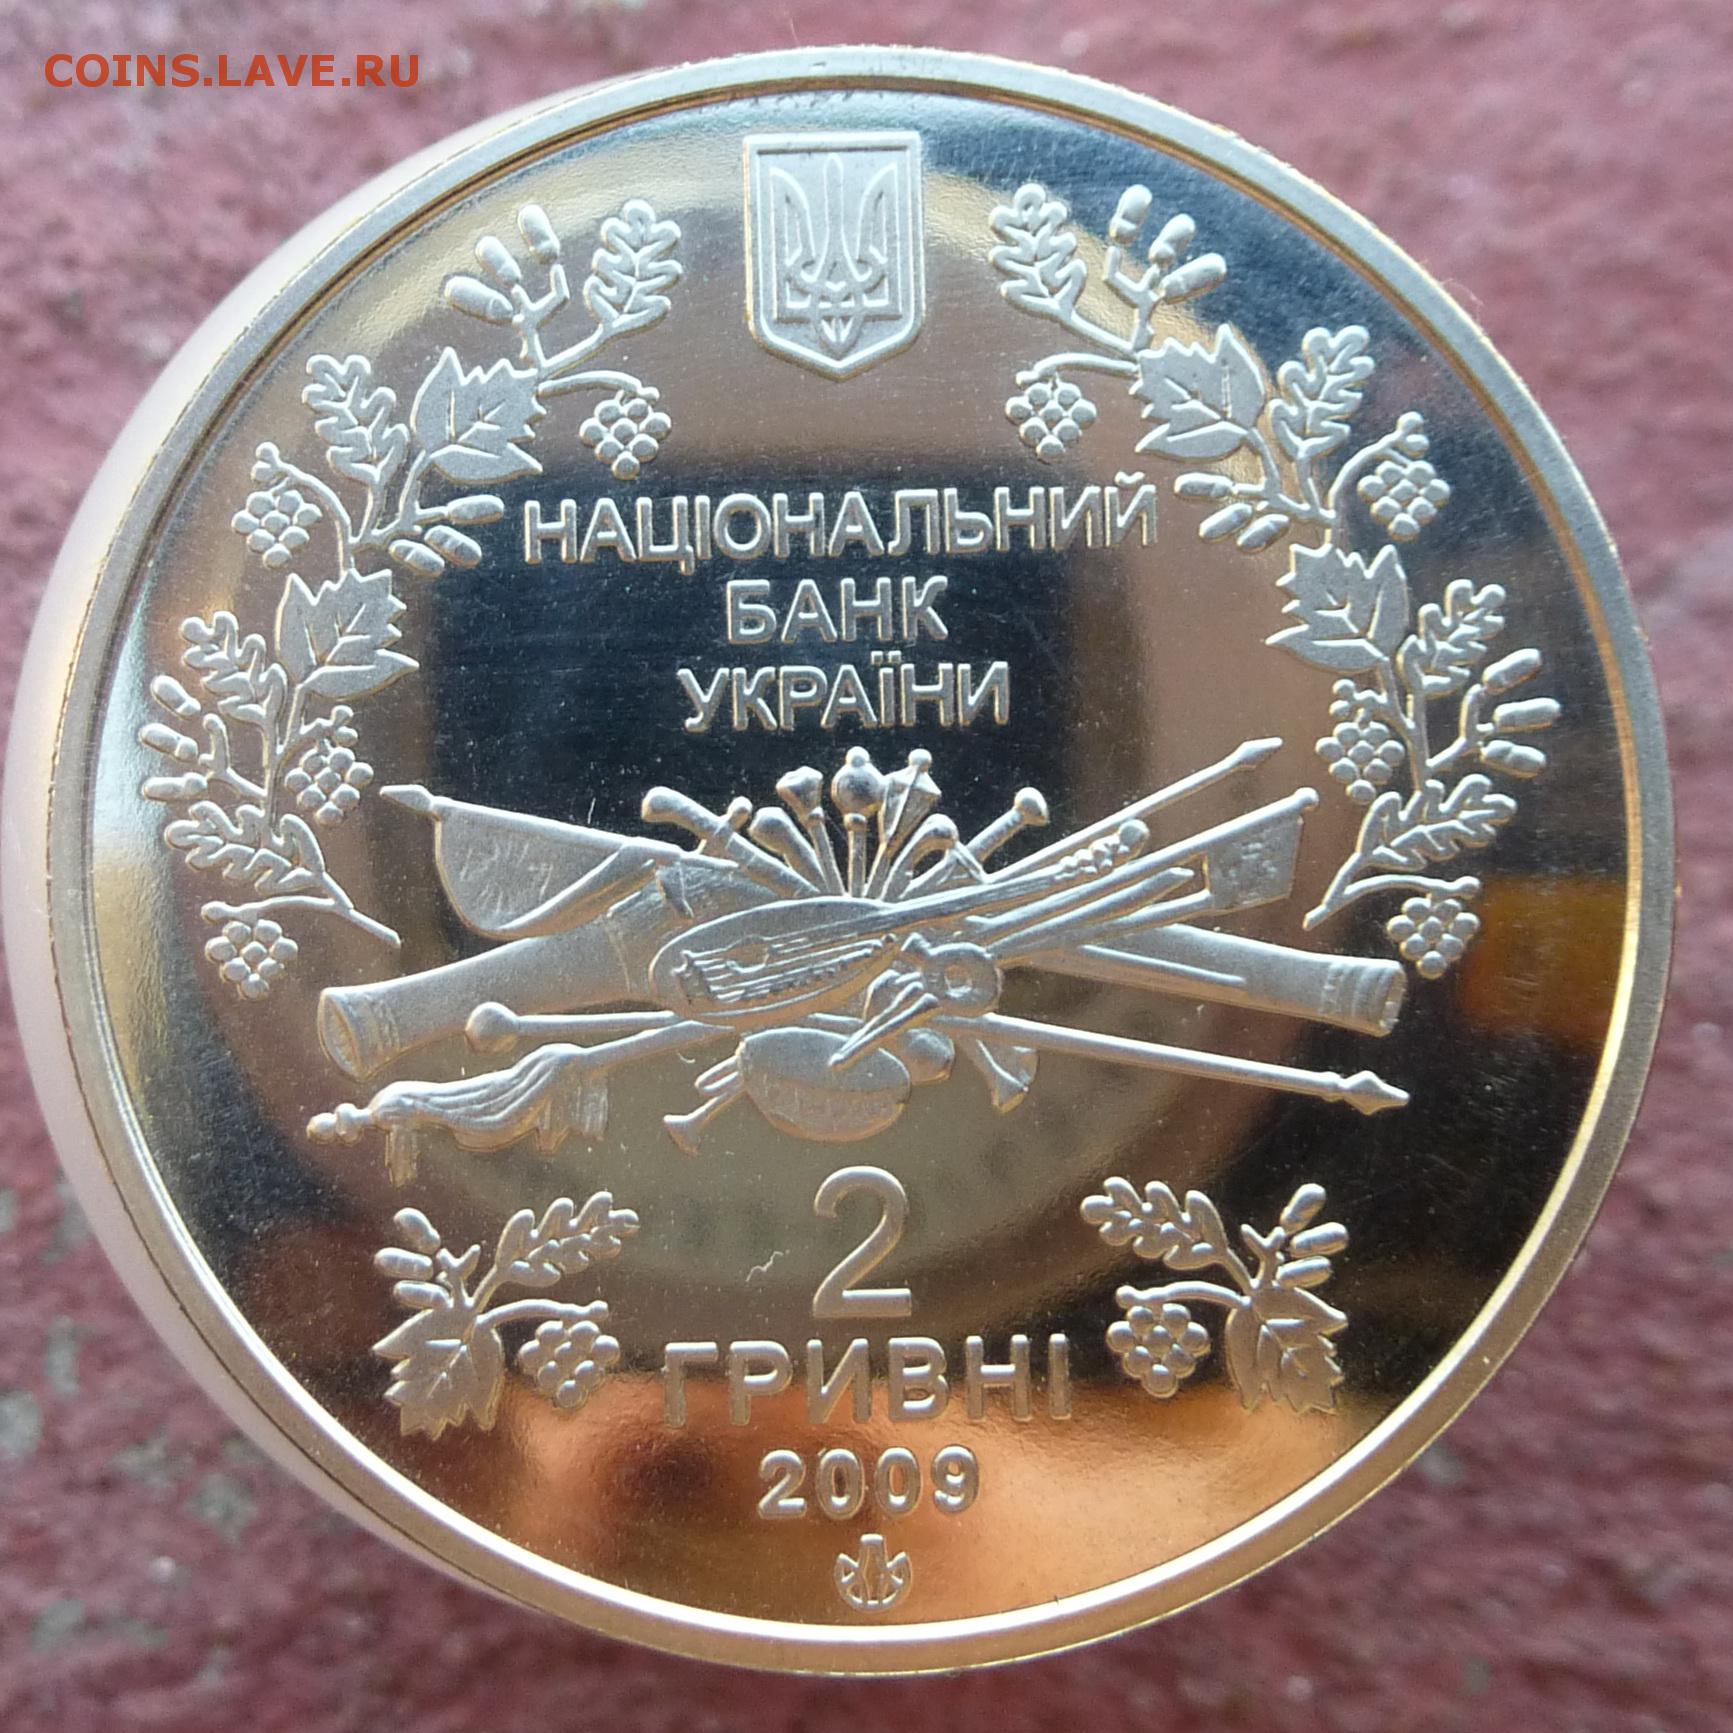 COINS.LAVE.RU
НАЦІОНАЛЬНИЙ
БАНК
УКРАЇНИ
2
ГРИВНІ
2009